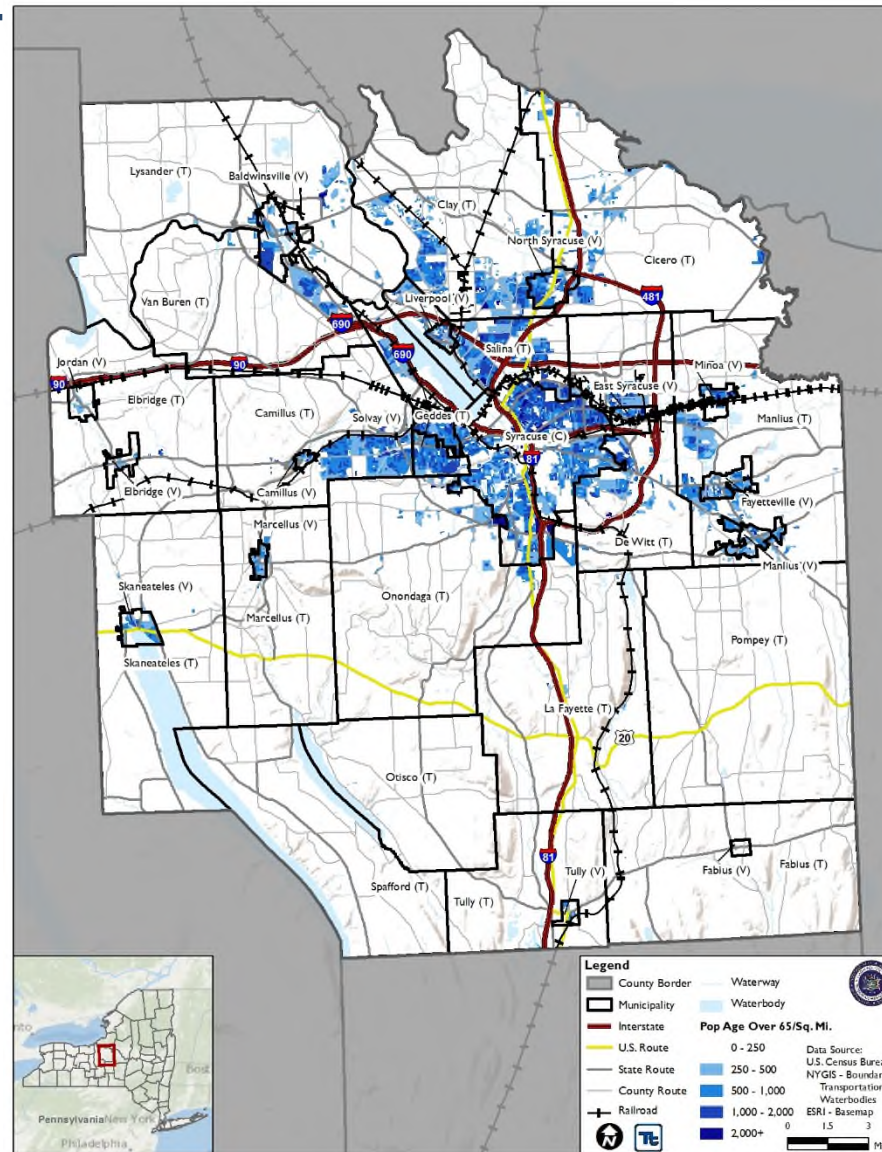 Lysander (T)
Baldwinsville (V)
Clay (T)
North Syracuse (V)
Cicero (T)
Van Buren (T)
Liverpool (V)
690
481
Jordan (V)
690
Salina (T)
90
90
Minoa (V)
East Syracuse (V)
Elbridge (T)
Camillus (T)
Solvay (V)
Geddes (T)
Manlius (T)
Syracuse (C)
81
Elbridge (V)
Camillus (V)
Fayetteville (V)
Marcellus (V)
De Witt (T)
Manlius (V)
Skaneateles (V)
Onondaga (T)
Marcellus (T)
Pompey (T)
Skaneateles (T)
La Fayette (T)
20
Otisco (T)
81
Fabius (V)
Fabius (T)
Tully (V)
Spafford (T)
Tully (T)
Legend
County Border
Waterway
Municipality
Waterbody
Interstate
Pop Age Over 65/Sq. Mi.
U.S. Route
0 - 250
State Route
250 - 500
County Route
500 - 1,000
Railroad
1,000 - 2,000
2,000+
Data Source:
U.S. Census Burea
NYGIS - Boundar
Transportation
Waterbodies
ESRI - Basemap
N
Tt
0 1.5 3
M
nto
Bost
Pennsylvania
New York
Philadelphia